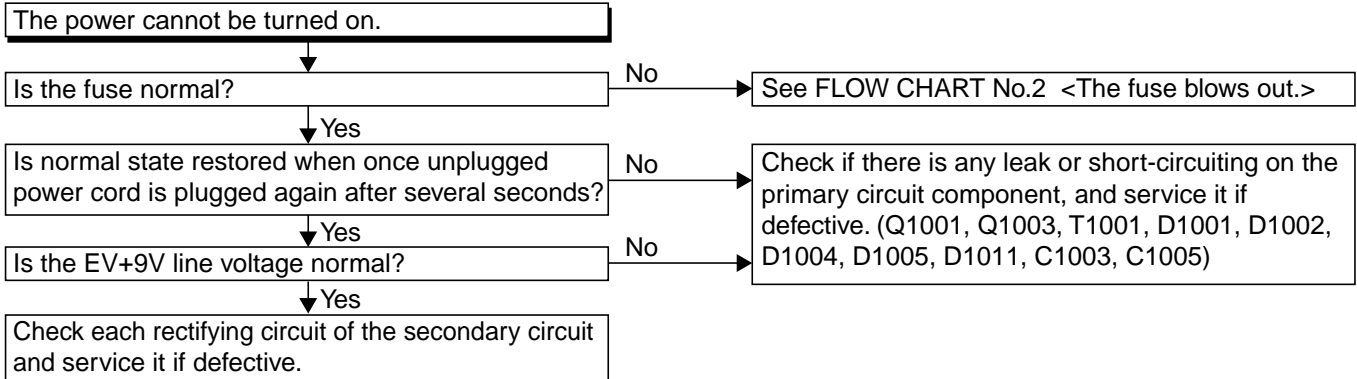 The power cannot be turned on.
Is the fuse normal?
No
See FLOW CHART No.2 <The fuse blows out.>
Yes
Is normal state restored when once unplugged
power cord is plugged again after several seconds?
No
Check if there is any leak or short-circuiting on the
primary circuit component, and service it if
defective. (Q1001, Q1003, T1001, D1001, D1002,
D1004, D1005, D1011, C1003, C1005)
Yes
Is the EV+9V line voltage normal?
No
Yes
Check each rectifying circuit of the secondary circuit
and service it if defective.